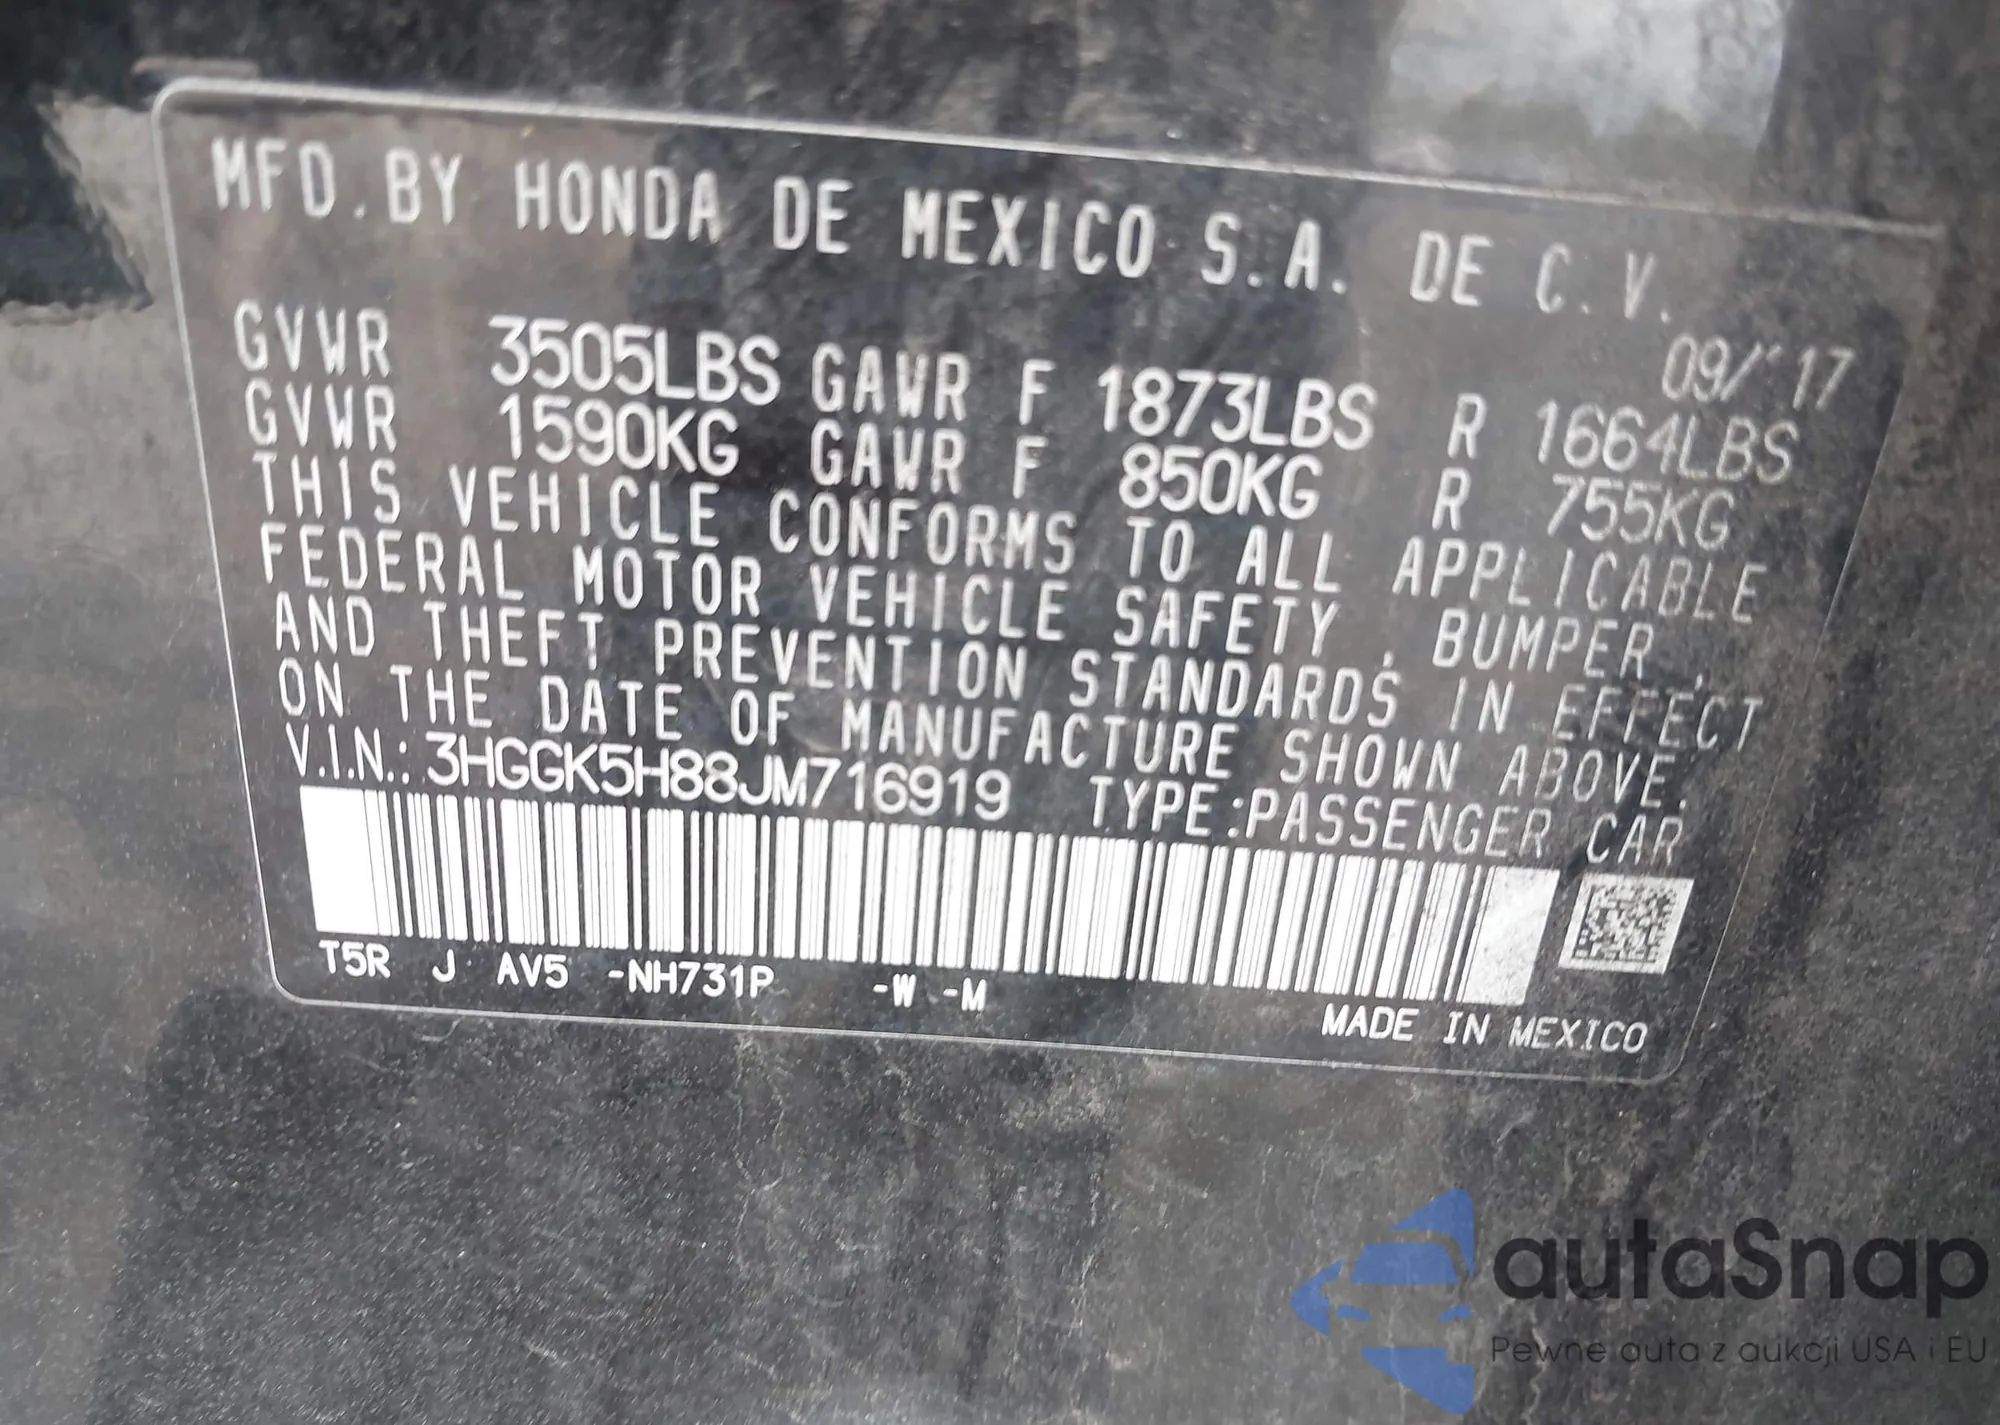 MFD.BY HONDA DE MEXICO S.A. DE C.V.
09/'17
GVWR 3505LBS GAWR F 1873LBS R 1664LBS
GVWR 1590KG GAWR F 850KG R 755KG
THIS VEHICLE CONFORMS TO ALL APPLICABLE
FEDERAL MOTOR VEHICLE SAFETY, BUMPER,
AND THEFT PREVENTION STANDARDS IN EFFECT
ON THE DATE OF MANUFACTURE SHOWN ABOVE.
V.I.N.: 3HGGK5H88JM716919 TYPE:PASSENGER CAR
T5R J AV5 -NH731P -W -M
MADE IN MEXICO
autaSnap
Pewne auta z aukcji USA i EU